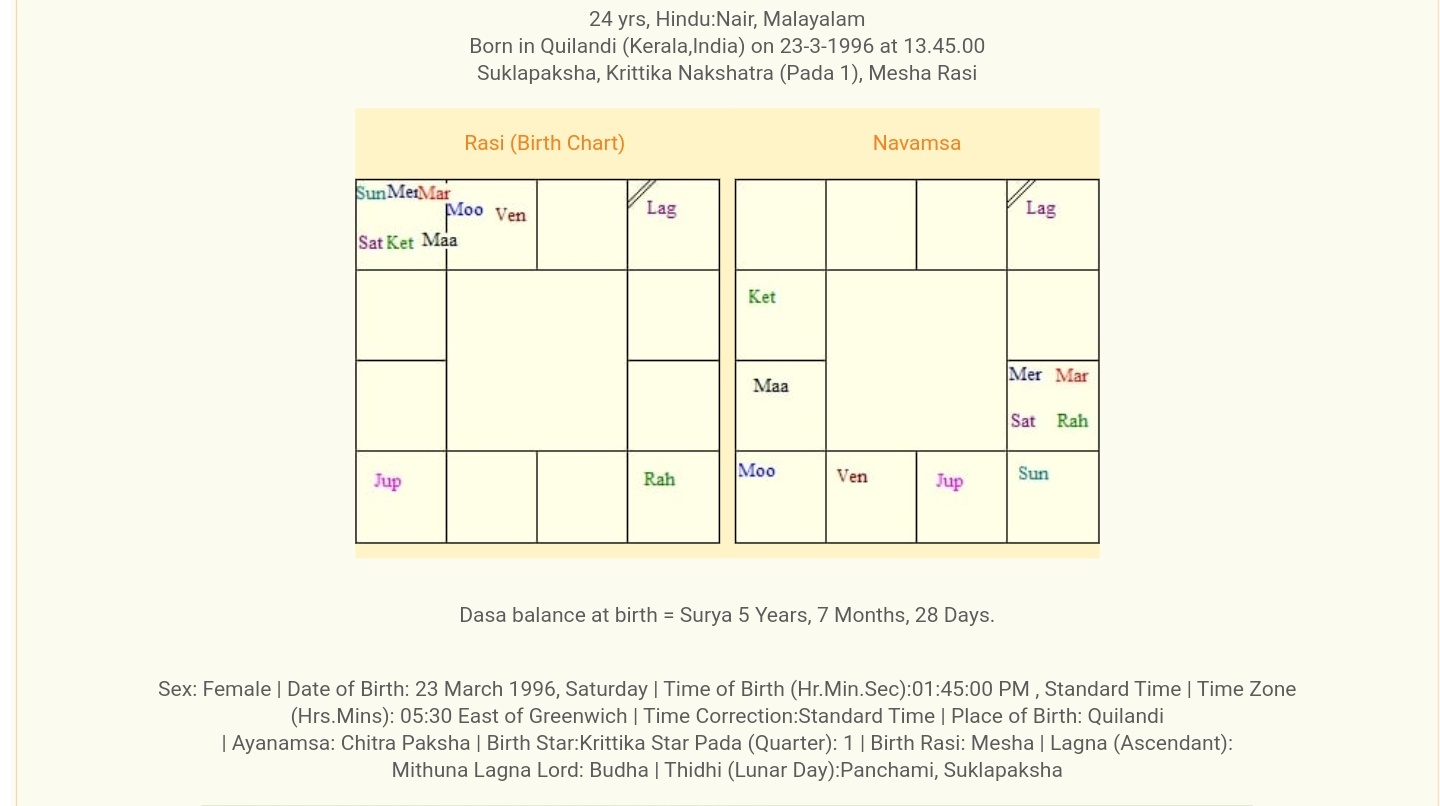 24 yrs, Hindu:Nair, Malayalam
Born in Quilandi (Kerala,India) on 23-3-1996 at 13.45.00
Suklapaksha, Krittika Nakshatra (Pada 1), Mesha Rasi
Rasi (Birth Chart) Navamsa
Sun Mer Mar Moo Ven Lag Lag
Sat Ket Maa
Ket
Mer Mar
Maa
Sat Rah
Jup Rah Moo Ven Jup Sun
Dasa balance at birth = Surya 5 Years, 7 Months, 28 Days.
Sex: Female | Date of Birth: 23 March 1996, Saturday | Time of Birth (Hr.Min.Sec):01:45:00 PM , Standard Time | Time Zone
(Hrs.Mins): 05:30 East of Greenwich | Time Correction:Standard Time | Place of Birth: Quilandi
| Ayanamsa: Chitra Paksha | Birth Star:Krittika Star Pada (Quarter): 1 | Birth Rasi: Mesha | Lagna (Ascendant):
Mithuna Lagna Lord: Budha | Thidhi (Lunar Day):Panchami, Suklapaksha